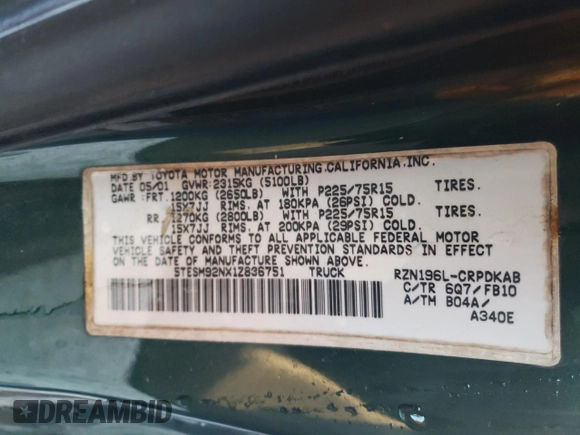 MFD. BY TOYOTA MOTOR MANUFACTURING.CALIFORNIA.INC.
DATE 05/01 GVWR:2315KG (5100LB)
GAWR:FRT.1200KG (2650LB) WITH P225/75R15 TIRES.
15X7JJ RIMS. AT 180KPA (26PSI) COLD.
RR. 1270KG (2800LB) WITH P225/75R15 TIRES.
15X7JJ RIMS. AT 200KPA (29PSI) COLD.
THIS VEHICLE CONFORMS TO ALL APPLICABLE FEDERAL MOTOR
VEHICLE SAFETY AND THEFT PREVENTION STANDARDS IN EFFECT
ON THE DATE OF MANUFACTURE SHOWN ABOVE.
5TESM92NX1Z836751 TRUCK RZN196L-CRPDKAB
C/TR 6Q7/FB10
A/TM B04A/
A340E
DREAMBID